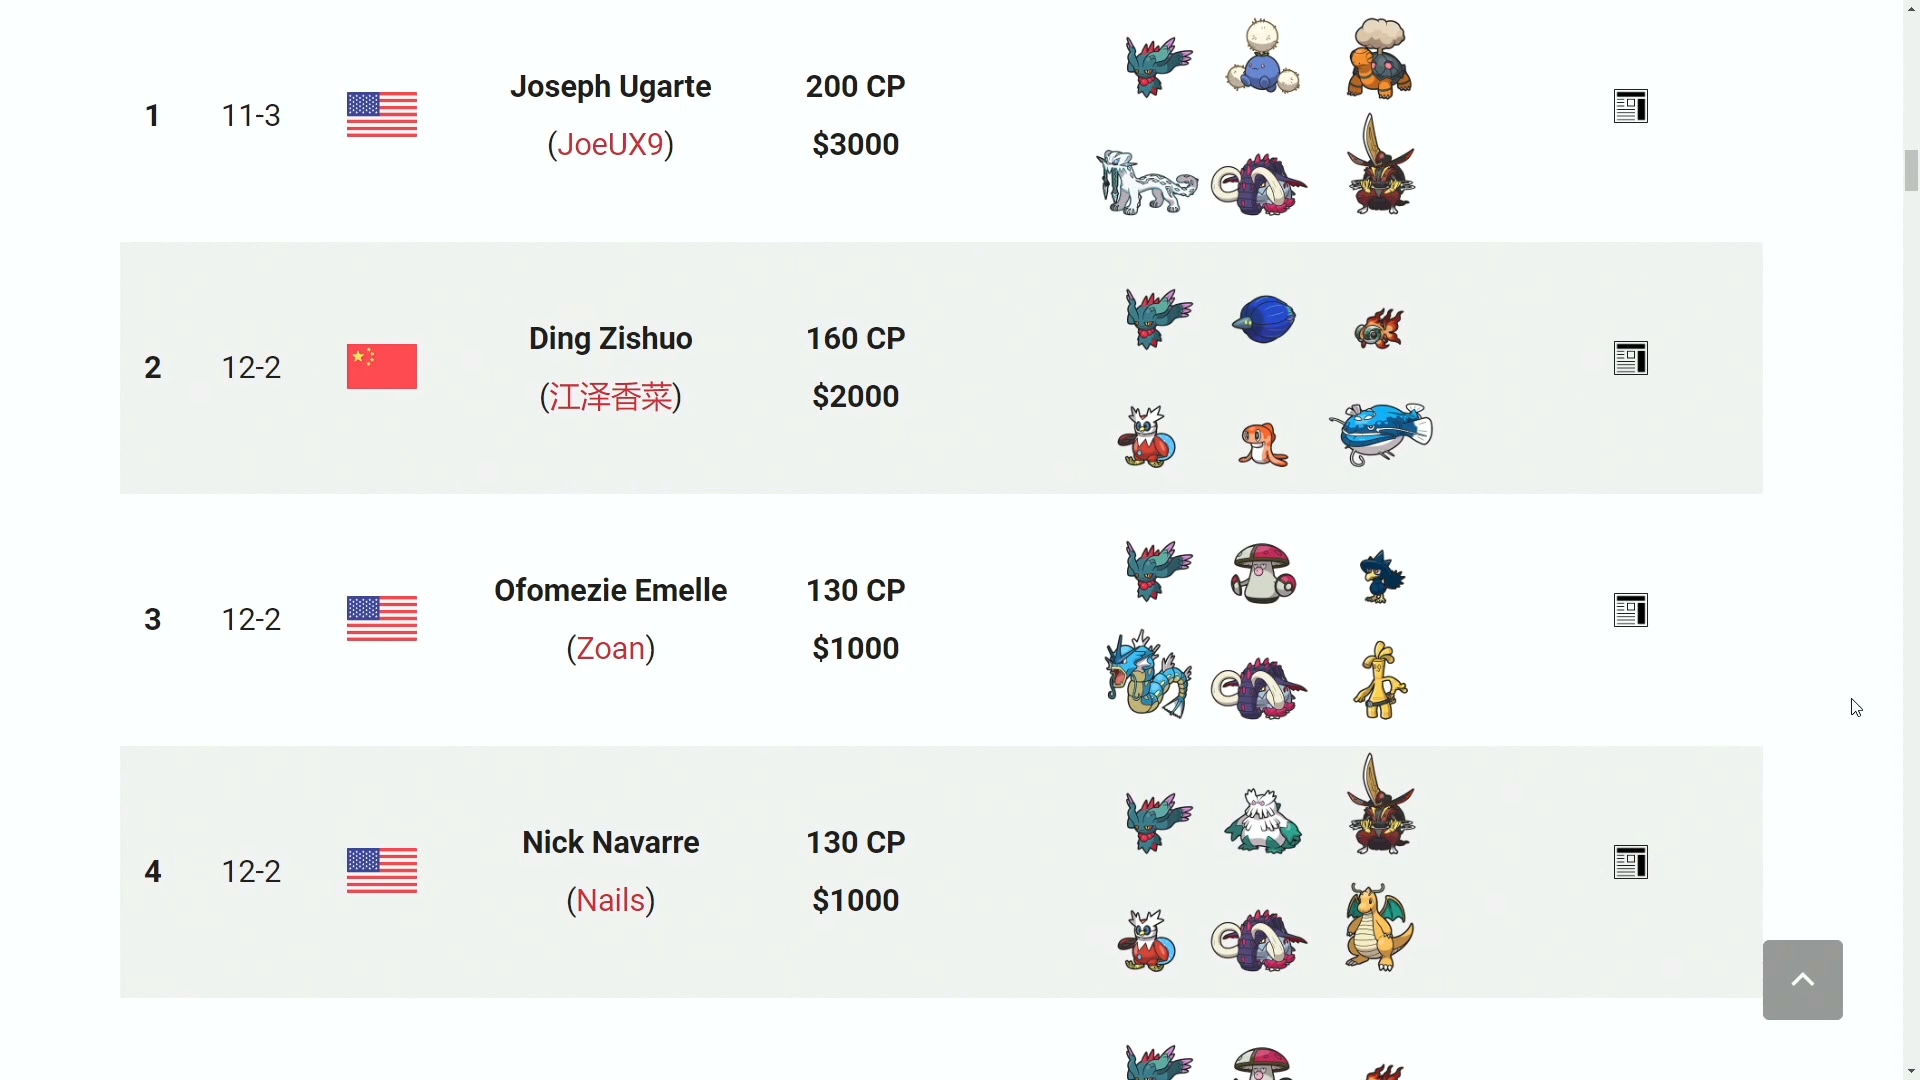 1 11-3 Joseph Ugarte 200 CP
(JoeUX9) $3000
2 12-2 Ding Zishuo 160 CP
(江泽香菜) $2000
3 12-2 Ofomezie Emelle 130 CP
(Zoan) $1000
4 12-2 Nick Navarre 130 CP
(Nails) $1000